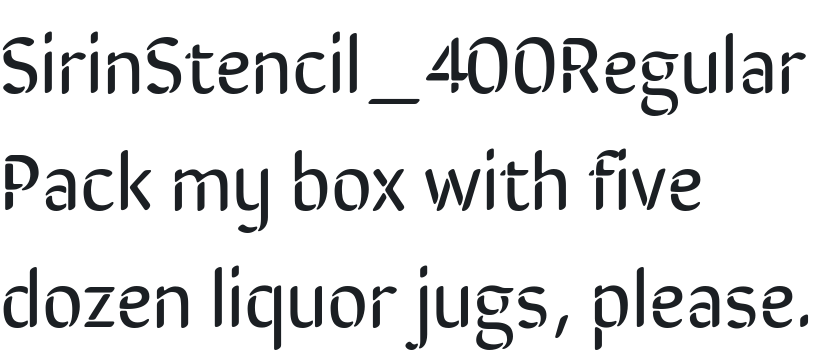 SirinStencil_400Regular
Pack my box with five
dozen liquor jugs, please.